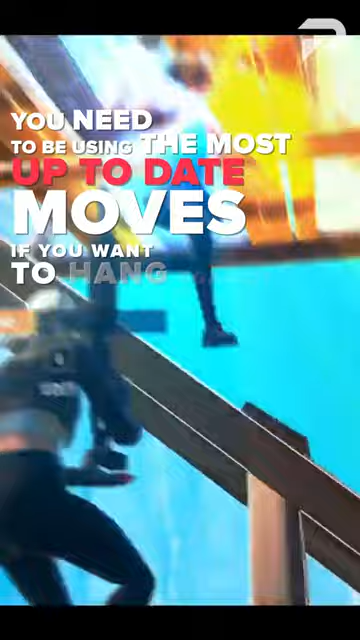 YOU NEED
TO BE USING THE MOST
UP TO DATE
MOVES
IF YOU WANT
TO HANG